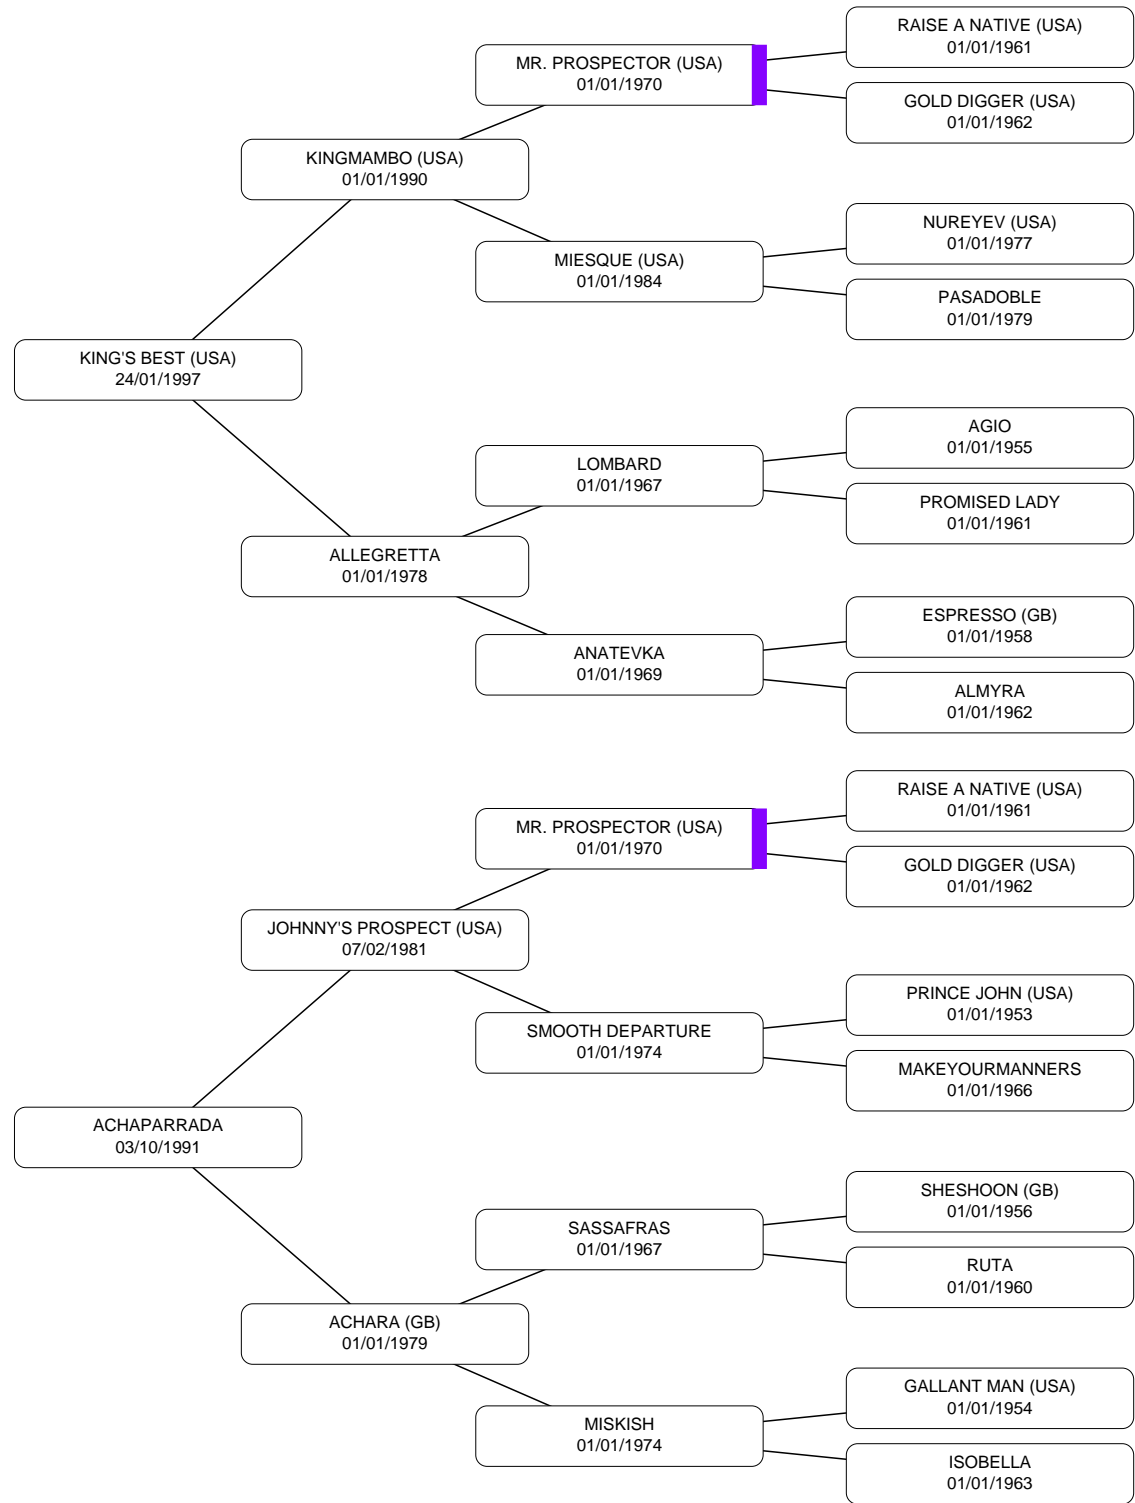 RAISE A NATIVE (USA)
01/01/1961
MR. PROSPECTOR (USA)
01/01/1970
GOLD DIGGER (USA)
01/01/1962
KINGMAMBO (USA)
01/01/1990
NUREYEV (USA)
01/01/1977
MIESQUE (USA)
01/01/1984
PASADOBLE
01/01/1979
KING'S BEST (USA)
24/01/1997
AGIO
01/01/1955
LOMBARD
01/01/1967
PROMISED LADY
01/01/1961
ALLEGRETTA
01/01/1978
ESPRESSO (GB)
01/01/1958
ANATEVKA
01/01/1969
ALMYRA
01/01/1962
RAISE A NATIVE (USA)
01/01/1961
MR. PROSPECTOR (USA)
01/01/1970
GOLD DIGGER (USA)
01/01/1962
JOHNNY'S PROSPECT (USA)
07/02/1981
PRINCE JOHN (USA)
01/01/1953
SMOOTH DEPARTURE
01/01/1974
MAKEYOURMANNERS
01/01/1966
ACHAPARRADA
03/10/1991
SHESHOON (GB)
01/01/1956
SASSAFRAS
01/01/1967
RUTA
01/01/1960
ACHARA (GB)
01/01/1979
GALLANT MAN (USA)
01/01/1954
MISKISH
01/01/1974
ISOBELLA
01/01/1963